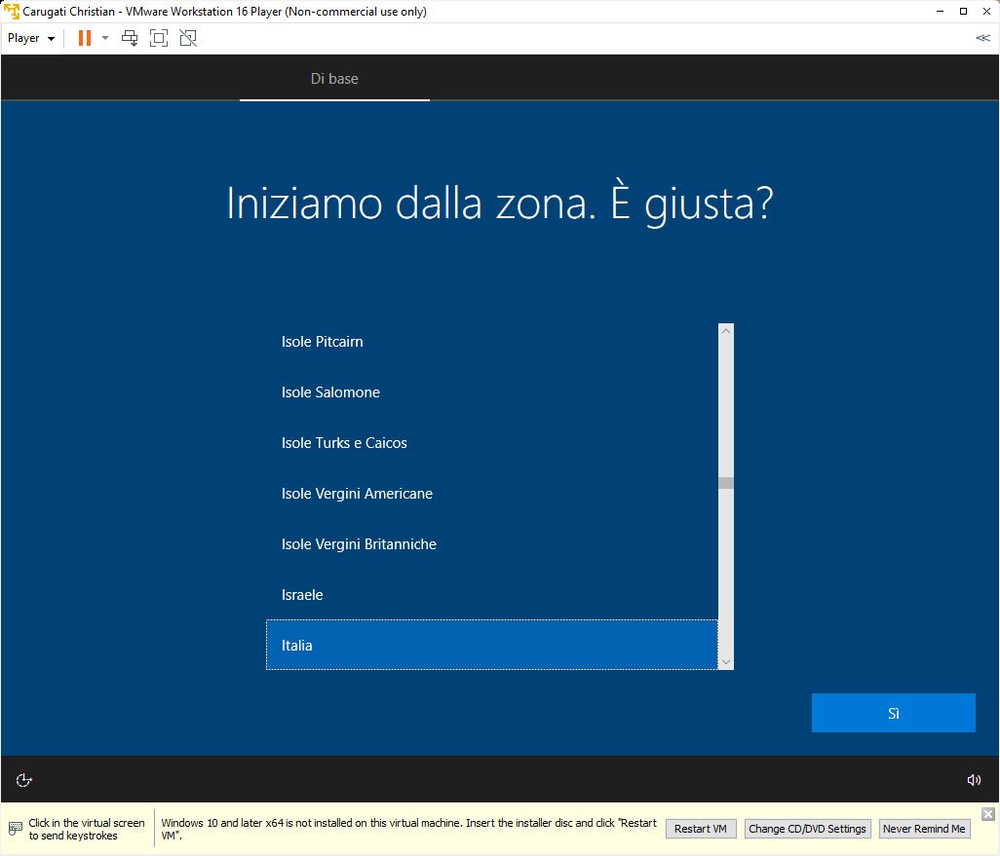 Carugati Christian - VMware Workstation 16 Player (Non-commercial use only)
Player
Di base
Iniziamo dalla zona. È giusta?
Isole Pitcairn
Isole Salomone
Isole Turks e Caicos
Isole Vergini Americane
Isole Vergini Britanniche
Israele
Italia
Sì
Click in the virtual screen
to send keystrokes
Windows 10 and later x64 is not installed on this virtual machine. Insert the installer disc and click "Restart
VM".
Restart VM
Change CD/DVD Settings
Never Remind Me